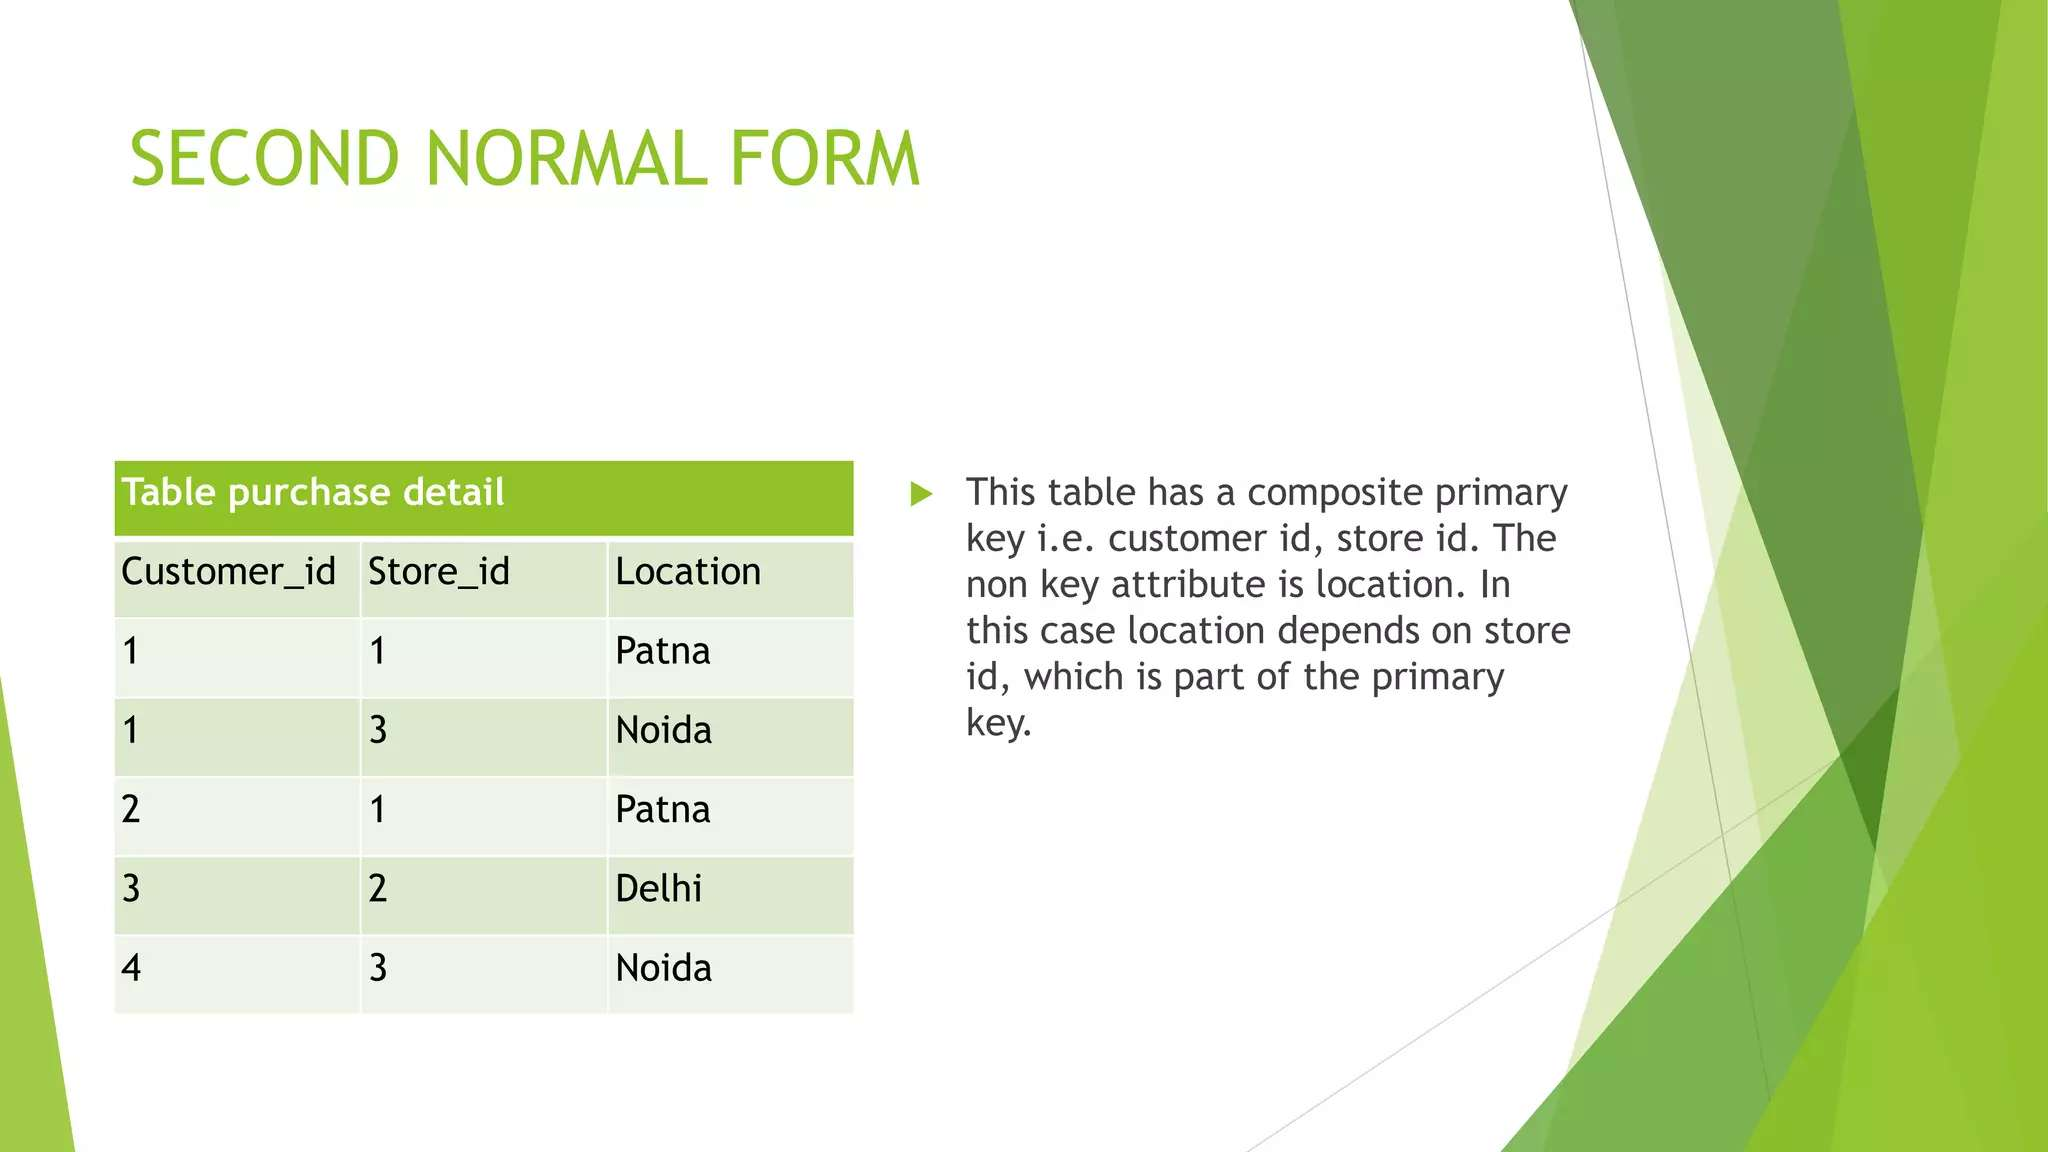 SECOND NORMAL FORM
Table purchase detail
Customer_id Store_id Location
1 1 Patna
1 3 Noida
2 1 Patna
3 2 Delhi
4 3 Noida
This table has a composite primary
key i.e. customer id, store id. The
non key attribute is location. In
this case location depends on store
id, which is part of the primary
key.